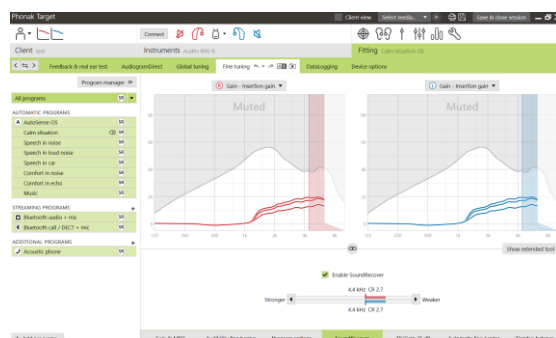 Phonak Target
Client view
Select media...
Save & close session
Connect
Client test
Instruments Audéo
Fitting Calm situation
Feedback & real ear test
AudiogramDirect
Global tuning
Fine tuning
DataLogging
Device options
Program manager
Gain - Insertion gain
Gain - Insertion gain
All programs
AUTOMATIC PROGRAMS
AutoSense OS
Calm situation
Speech in noise
Speech in loud noise
Speech in car
Comfort in noise
Comfort in echo
Music
STREAMING PROGRAMS
Bluetooth audio + mic
Bluetooth call / DECT + mic
ADDITIONAL PROGRAMS
Acoustic phone
Muted
Muted
Show extended tool
Enable SoundRecover
4.4 kHz CR 2.7
Stronger
Weaker
4.4 kHz CR 2.7